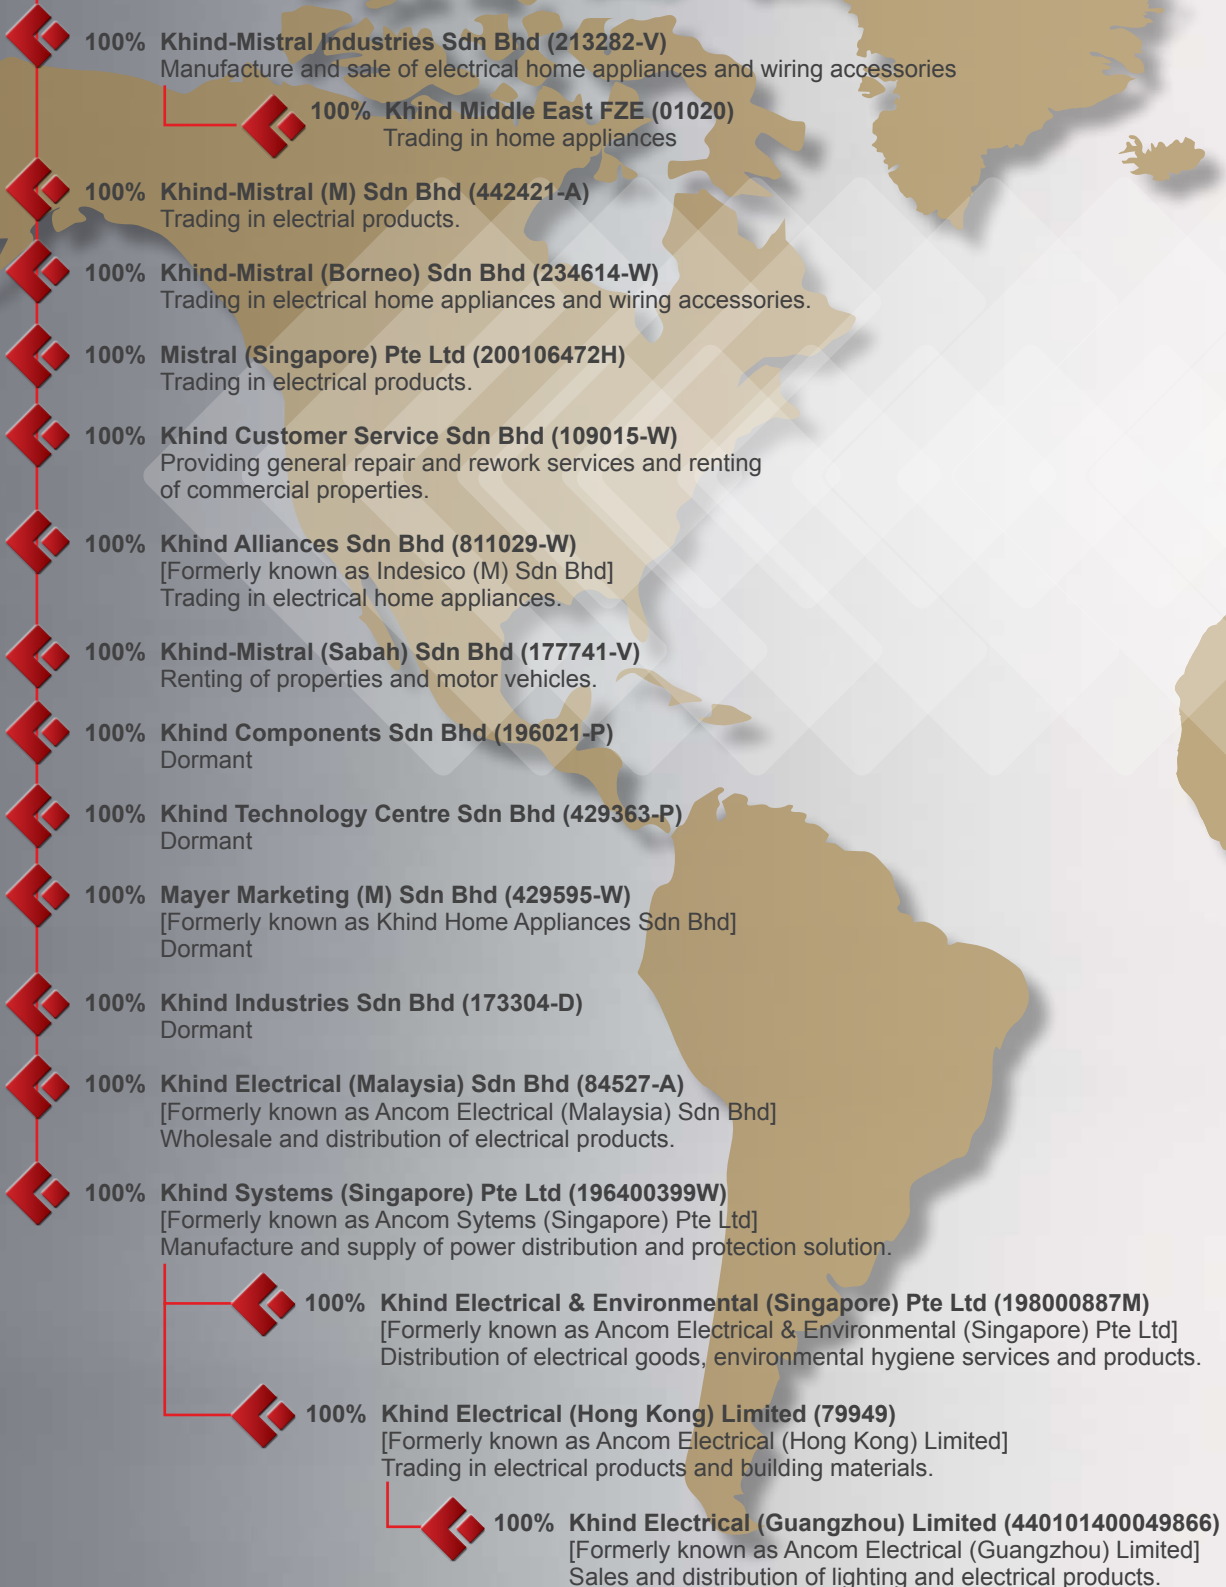 100% Khind-Mistral Industries Sdn Bhd (213282-V)
Manufacture and sale of electrical home appliances and wiring accessories
100% Khind Middle East FZE (01020)
Trading in home appliances
100% Khind-Mistral (M) Sdn Bhd (442421-A)
Trading in electrial products.
100% Khind-Mistral (Borneo) Sdn Bhd (234614-W)
Trading in electrical home appliances and wiring accessories.
100% Mistral (Singapore) Pte Ltd (200106472H)
Trading in electrical products.
100% Khind Customer Service Sdn Bhd (109015-W)
Providing general repair and rework services and renting
of commercial properties.
100% Khind Alliances Sdn Bhd (811029-W)
[Formerly known as Indesico (M) Sdn Bhd]
Trading in electrical home appliances.
100% Khind-Mistral (Sabah) Sdn Bhd (177741-V)
Renting of properties and motor vehicles.
100% Khind Components Sdn Bhd (196021-P)
Dormant
100% Khind Technology Centre Sdn Bhd (429363-P)
Dormant
100% Mayer Marketing (M) Sdn Bhd (429595-W)
[Formerly known as Khind Home Appliances Sdn Bhd]
Dormant
100% Khind Industries Sdn Bhd (173304-D)
Dormant
100% Khind Electrical (Malaysia) Sdn Bhd (84527-A)
[Formerly known as Ancom Electrical (Malaysia) Sdn Bhd]
Wholesale and distribution of electrical products.
100% Khind Systems (Singapore) Pte Ltd (196400399W)
[Formerly known as Ancom Sytems (Singapore) Pte Ltd]
Manufacture and supply of power distribution and protection solution.
100% Khind Electrical & Environmental (Singapore) Pte Ltd (198000887M)
[Formerly known as Ancom Electrical & Environmental (Singapore) Pte Ltd]
Distribution of electrical goods, environmental hygiene services and products.
100% Khind Electrical (Hong Kong) Limited (79949)
[Formerly known as Ancom Electrical (Hong Kong) Limited]
Trading in electrical products and building materials.
100% Khind Electrical (Guangzhou) Limited (440101400049866)
[Formerly known as Ancom Electrical (Guangzhou) Limited]
Sales and distribution of lighting and electrical products.